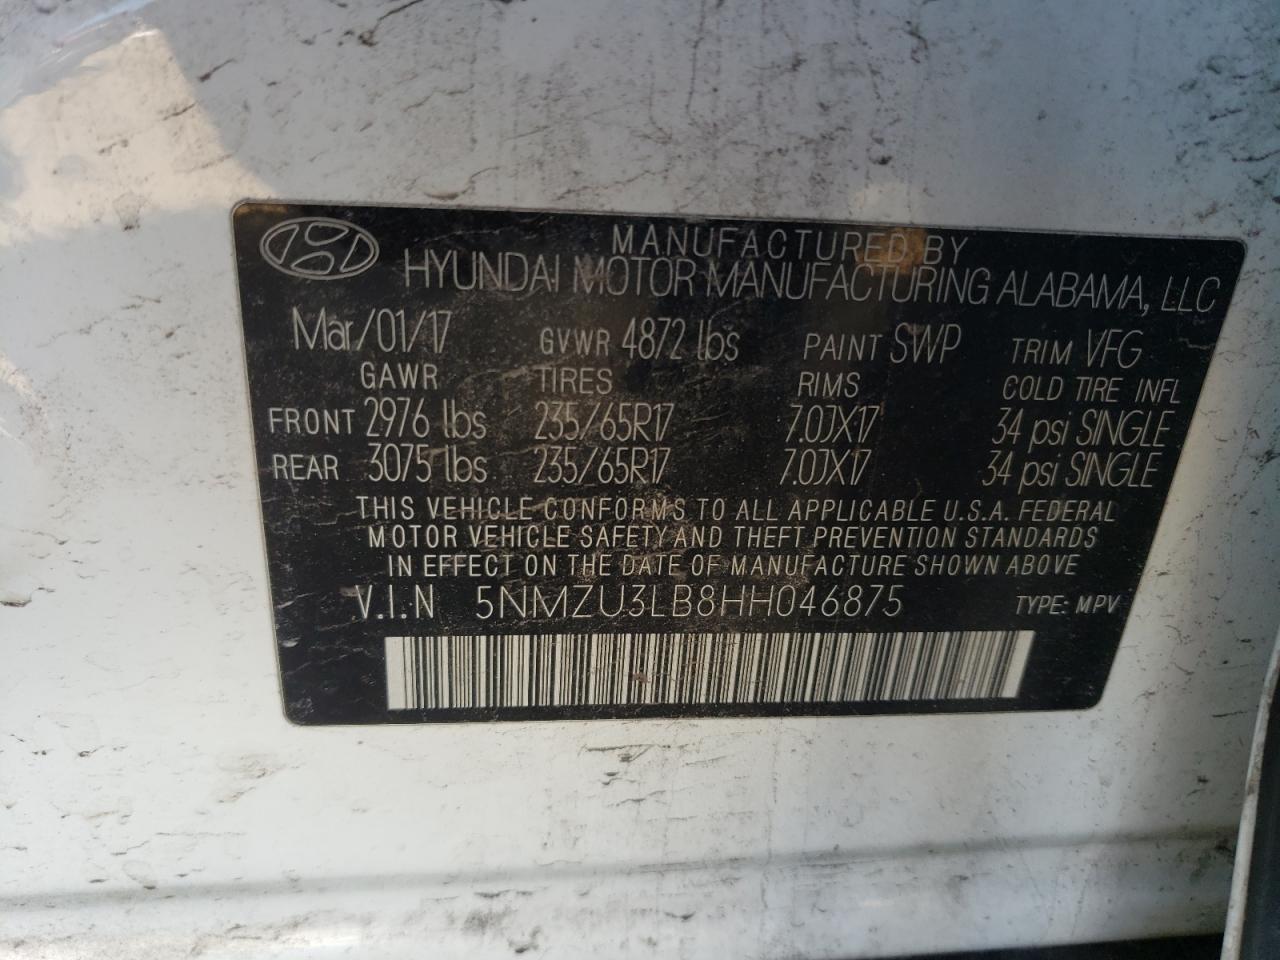 MANUFACTURED BY
HYUNDAI MOTOR MANUFACTURING ALABAMA, LLC
Mar/01/17 GVWR 4872 lbs PAINT SWP TRIM VFG
GAWR TIRES RIMS COLD TIRE INFL
FRONT 2976 lbs 235/65R17 7.0JX17 34 psi SINGLE
REAR 3075 lbs 235/65R17 7.0JX17 34 psi SINGLE
THIS VEHICLE CONFORMS TO ALL APPLICABLE U.S.A. FEDERAL
MOTOR VEHICLE SAFETY AND THEFT PREVENTION STANDARDS
IN EFFECT ON THE DATE OF MANUFACTURE SHOWN ABOVE
V.I.N 5NMZU3LB8HH046875 TYPE: MPV